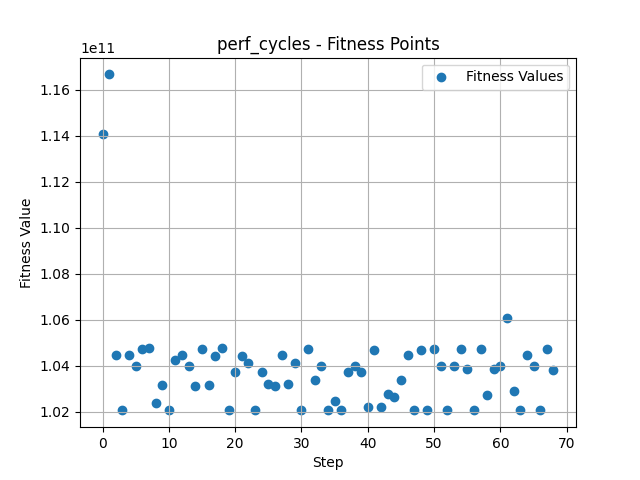 perf_cycles - Fitness Points
1e11
Fitness Values
1.16
1.14
1.12
1.10
1.08
1.06
1.04
1.02
Fitness Value
0 10 20 30 40 50 60 70
Step